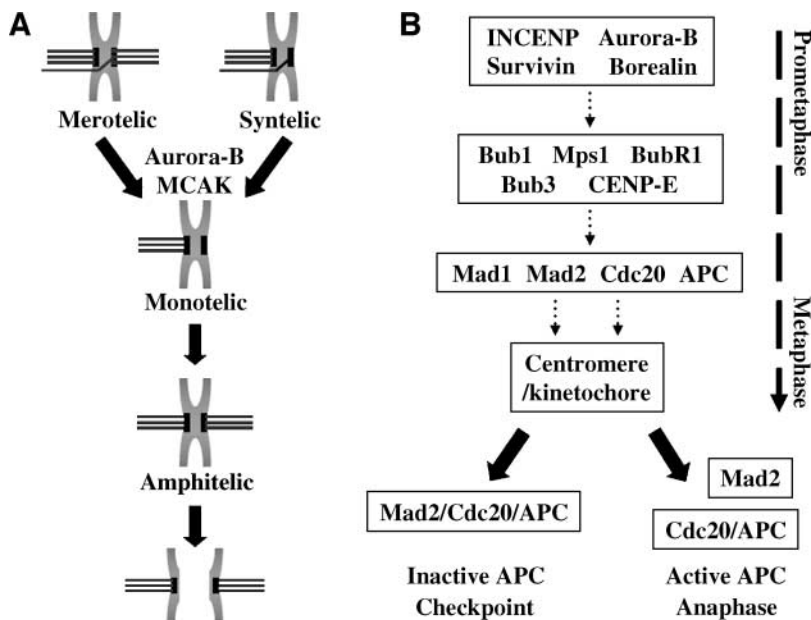 A
Merotelic
Syntelic
Aurora-B
MCAK
Monotelic
Amphitelic
B
INCENP Aurora-B
Survivin Borealin
Bub1 Mps1 BubR1
Bub3 CENP-E
Mad1 Mad2 Cdc20 APC
Centromere
/kinetochore
Mad2/Cdc20/APC
Mad2
Cdc20/APC
Inactive APC
Checkpoint
Active APC
Anaphase
Prometaphase
Metaphase